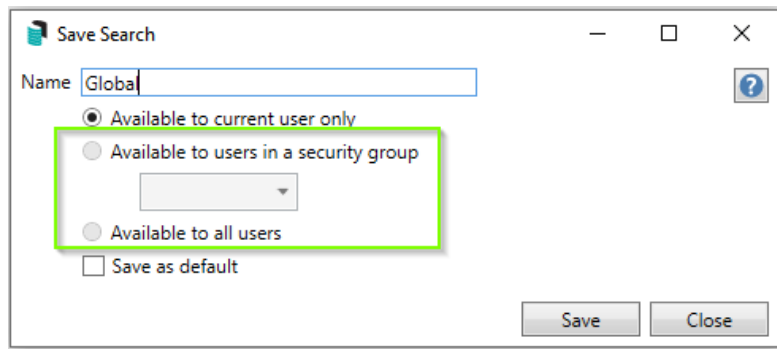 Save Search
Name Global
Available to current user only
Available to users in a security group
Available to all users
Save as default
Save Close